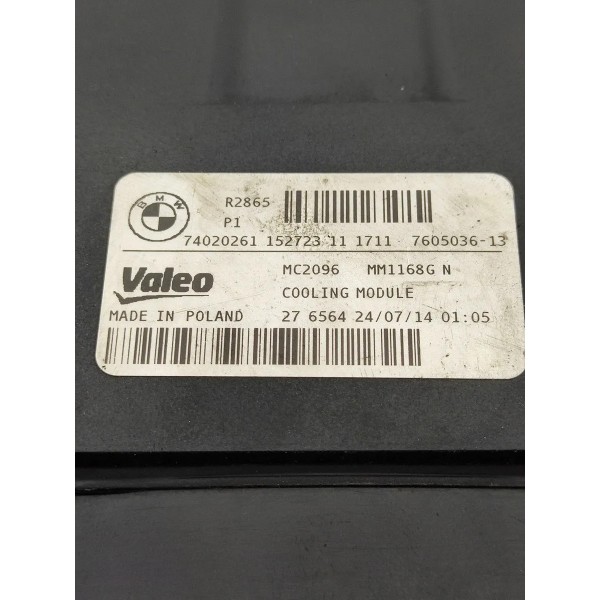 BMW
R2865
P1
74020261 152723 11 1711 7605036-13
Valeo
MC2096 MM1168G N
COOLING MODULE
MADE IN POLAND 27 6564 24/07/14 01:05